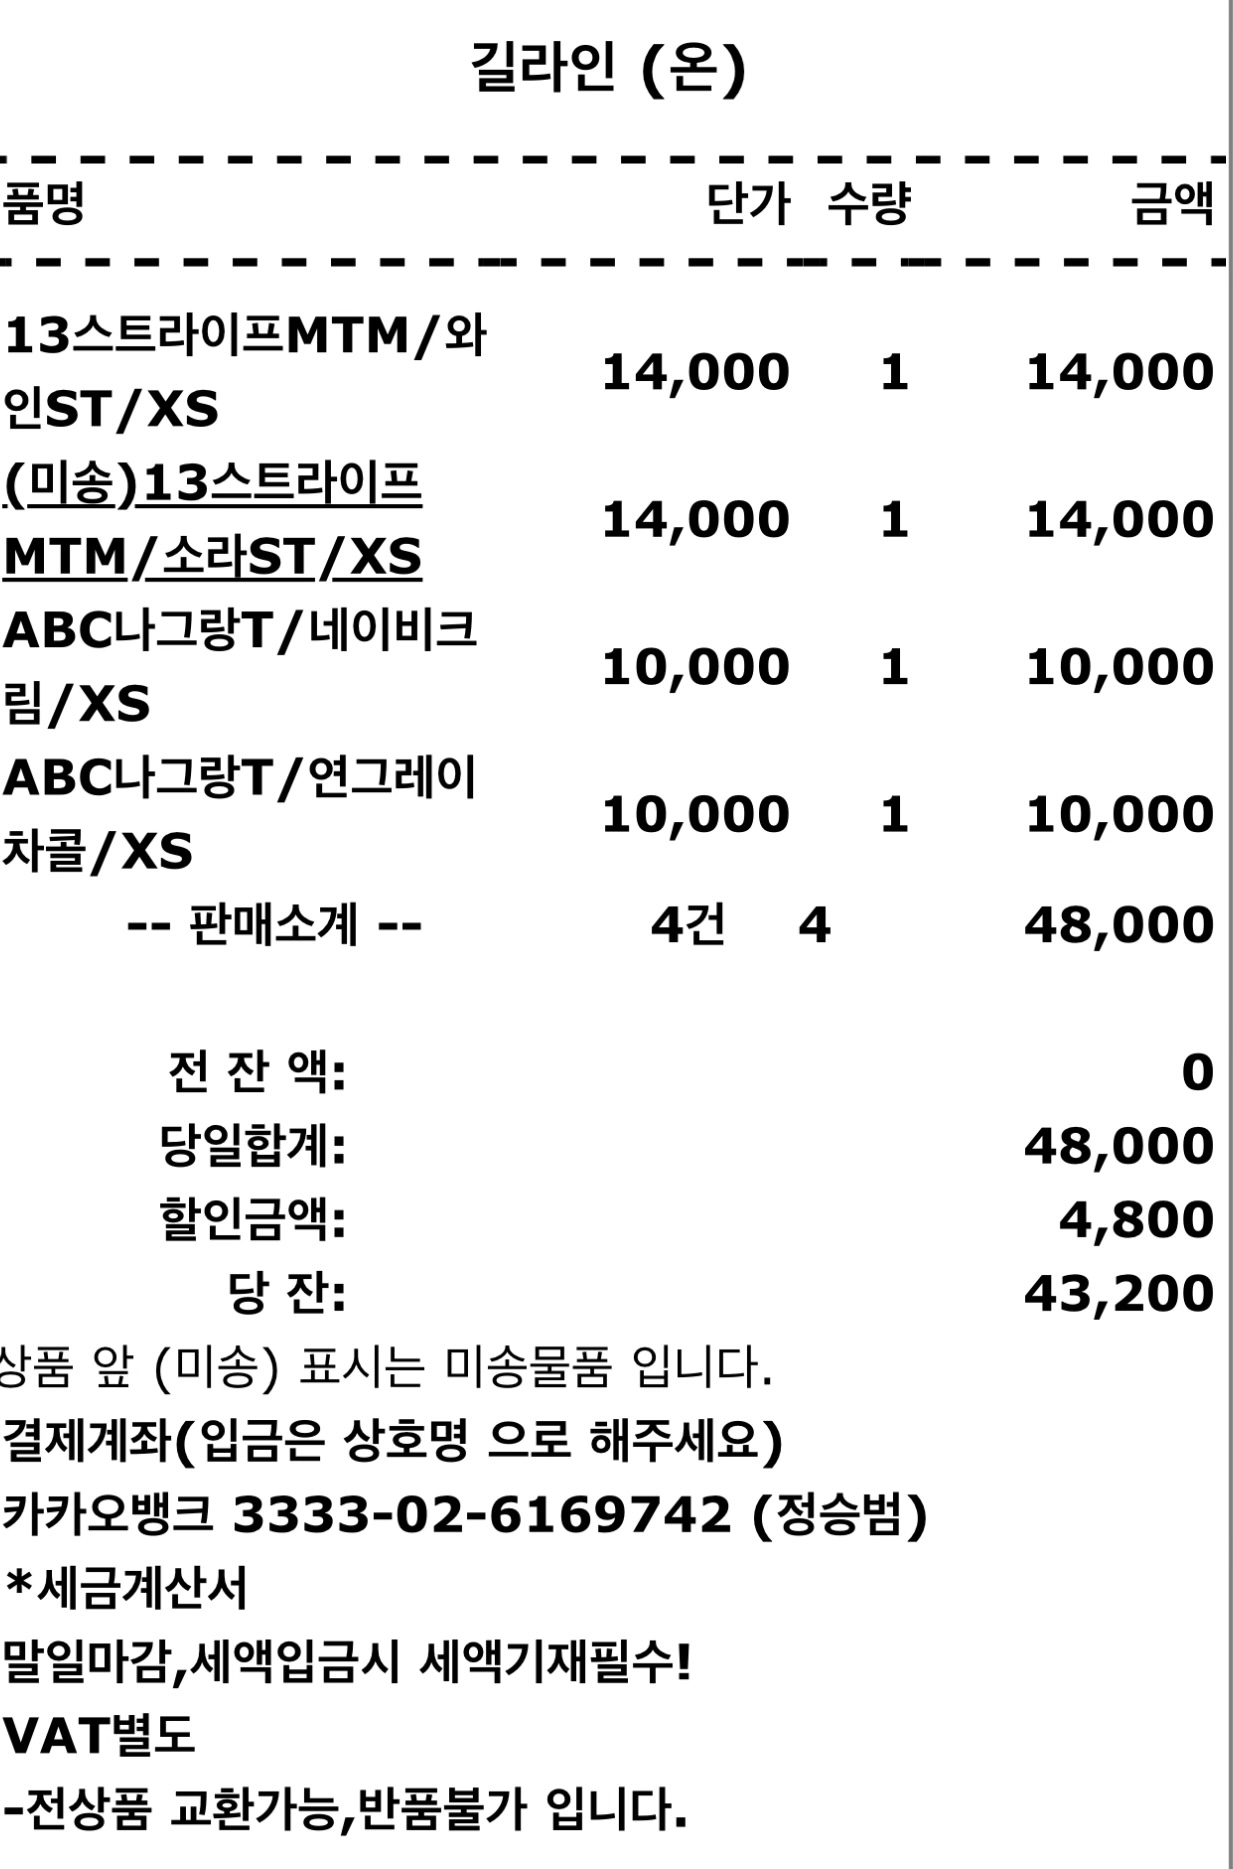 길라인 (온)
품명 단가 수량 금액
13스트라이프MTM/와
인ST/XS 14,000 1 14,000
(미송)13스트라이프
MTM/소라ST/XS 14,000 1 14,000
ABC나그랑T/네이비크
림/XS 10,000 1 10,000
ABC나그랑T/연그레이
차콜/XS 10,000 1 10,000
-- 판매소계 -- 4건 4 48,000
전 잔 액: 0
당일합계: 48,000
할인금액: 4,800
당 잔: 43,200
상품 앞 (미송) 표시는 미송물품 입니다.
결제계좌(입금은 상호명 으로 해주세요)
카카오뱅크 3333-02-6169742 (정승범)
*세금계산서
말일마감,세액입금시 세액기재필수!
VAT별도
-전상품 교환가능,반품불가 입니다.